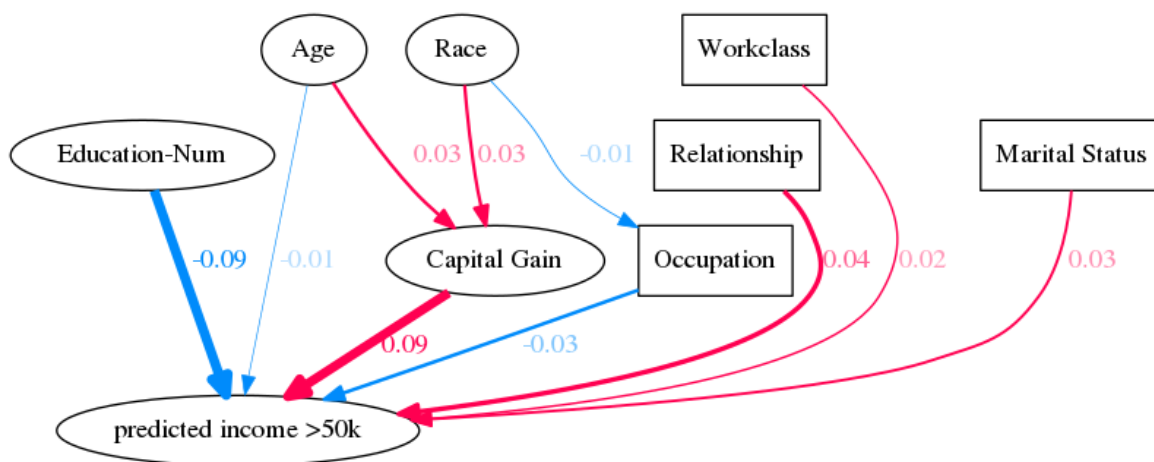 Age
Race
Workclass
Education-Num
0.03
0.03
-0.01
Relationship
Marital Status
-0.09
-0.01
Capital Gain
Occupation
0.04
0.02
0.03
0.09
-0.03
predicted income >50k